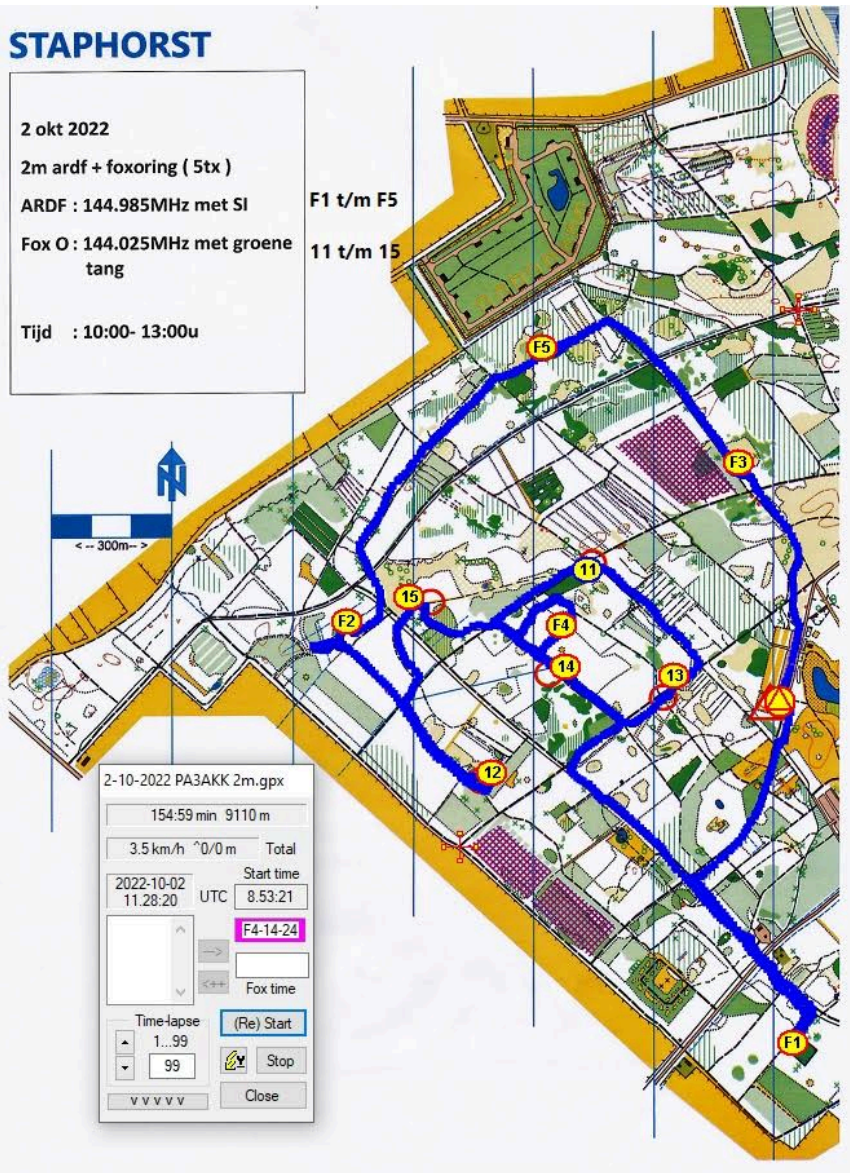 STAPHORST
2 okt 2022
2m ardf + foxoring ( 5tx )
ARDF : 144.985MHz met SI
F1 t/m F5
Fox O : 144.025MHz met groene
tang
11 t/m 15
Tijd : 10:00- 13:00u
N
< -- 300m-- >
F5
F3
11
15
F2
F4
14
13
12
F1
2-10-2022 PA3AKK 2m.gpx
154:59 min 9110 m
3.5 km/h ^0/0 m Total
Start time
2022-10-02
11.28:20
UTC
8.53:21
F4-14-24
-->
<++
Fox time
Time-lapse
1...99
99
(Re) Start
Y
Stop
v v v v v
Close